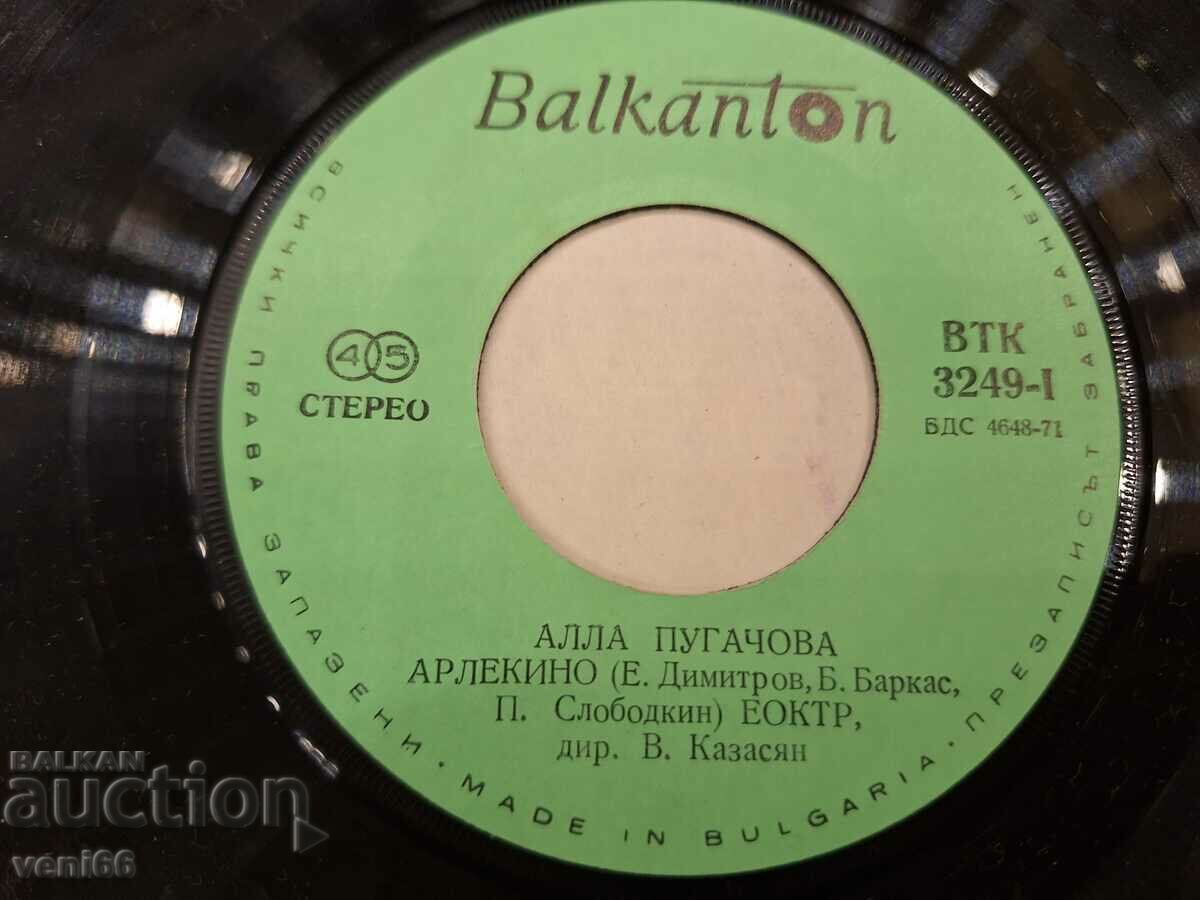 Balkanton
45
СТЕРЕО
ВТК
3249-I
БДС 4648-71
АЛЛА ПУГАЧОВА
АРЛЕКИНО (Е. Димитров, Б. Баркас,
П. Слободкин) ЕОКТР,
дир. В. Казасян
ВСИЧКИ ПРАВА ЗАПАЗЕНИ · MADE IN BULGARIA · ПРЕЗАПИСЪТ ЗАБРАНЕН
BALKAN
auction
veni66